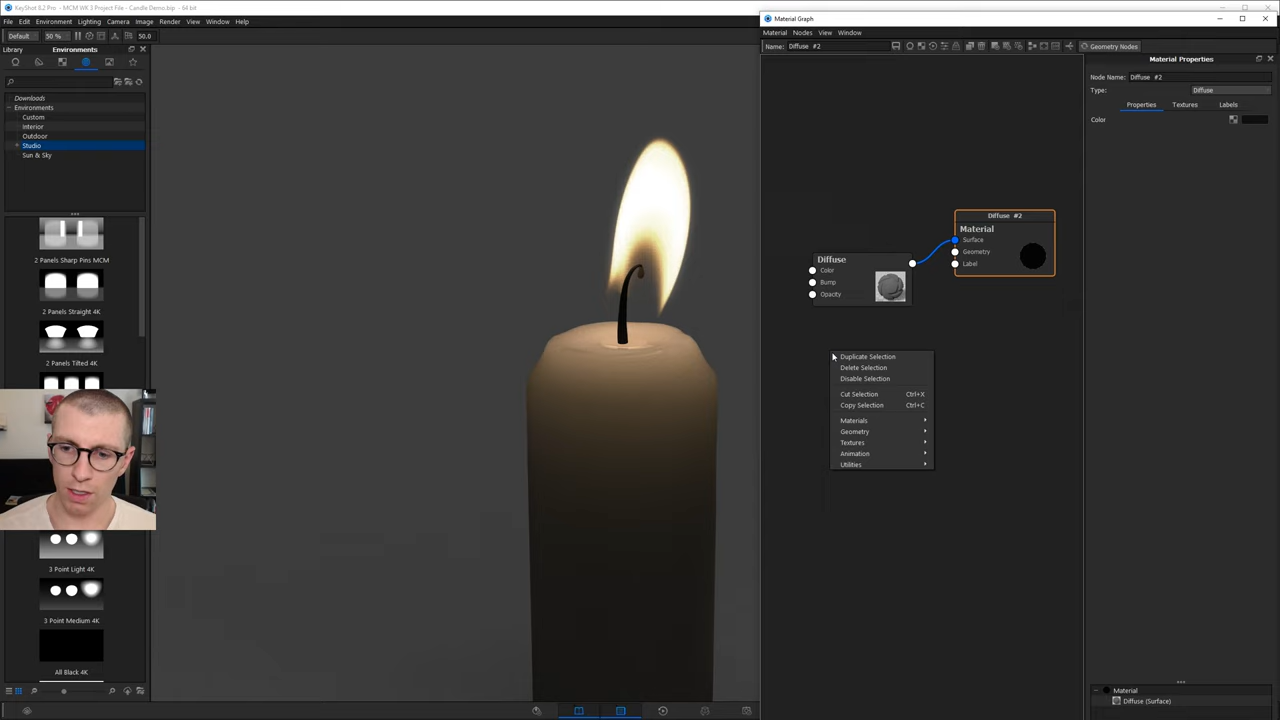 KeyShot 8.2 Pro - MCM WK 3 Project File - Candle Demo.bip - 64 bit
File Edit Environment Lighting Camera Image Render View Window Help
Default 50 % 50.0
Library Environments
Downloads
Environments
Custom
Interior
Outdoor
Studio
Sun & Sky
2 Panels Sharp Pins MCM
2 Panels Straight 4K
2 Panels Tilted 4K
3 Point Light 4K
3 Point Medium 4K
All Black 4K
Material Graph
Material Nodes View Window
Name: Diffuse #2
Geometry Nodes
Diffuse
Color
Bump
Opacity
Diffuse #2
Material
Surface
Geometry
Label
Duplicate Selection
Delete Selection
Disable Selection
Cut Selection Ctrl+X
Copy Selection Ctrl+C
Materials
Geometry
Textures
Animation
Utilities
Material Properties
Node Name: Diffuse #2
Type: Diffuse
Properties Textures Labels
Color
Material
Diffuse (Surface)